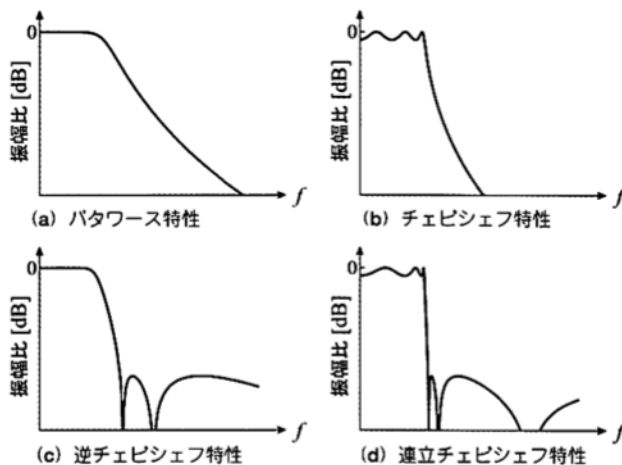 0
振幅比 [dB]
f
(a) バタワース特性
0
振幅比 [dB]
f
(b) チェビシェフ特性
0
振幅比 [dB]
f
(c) 逆チェビシェフ特性
0
振幅比 [dB]
f
(d) 連立チェビシェフ特性